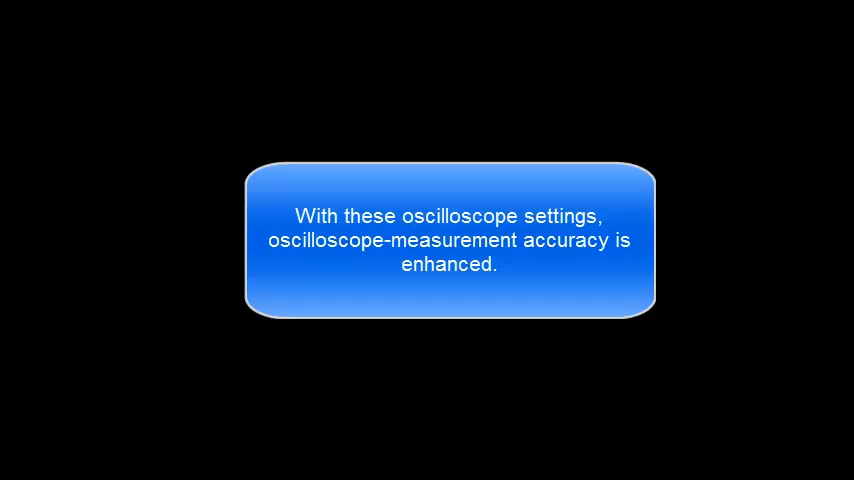 With these oscilloscope settings,
oscilloscope-measurement accuracy is
enhanced.